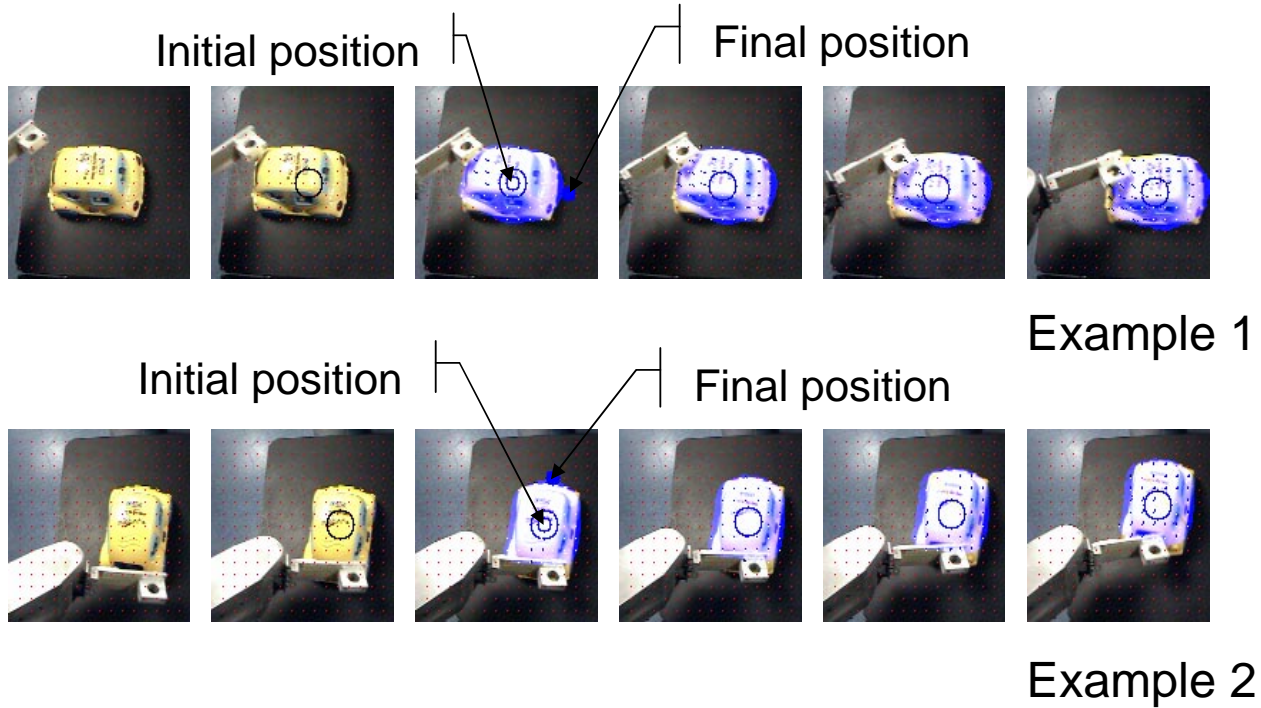 Initial position
Final position
Example 1
Initial position
Final position
Example 2